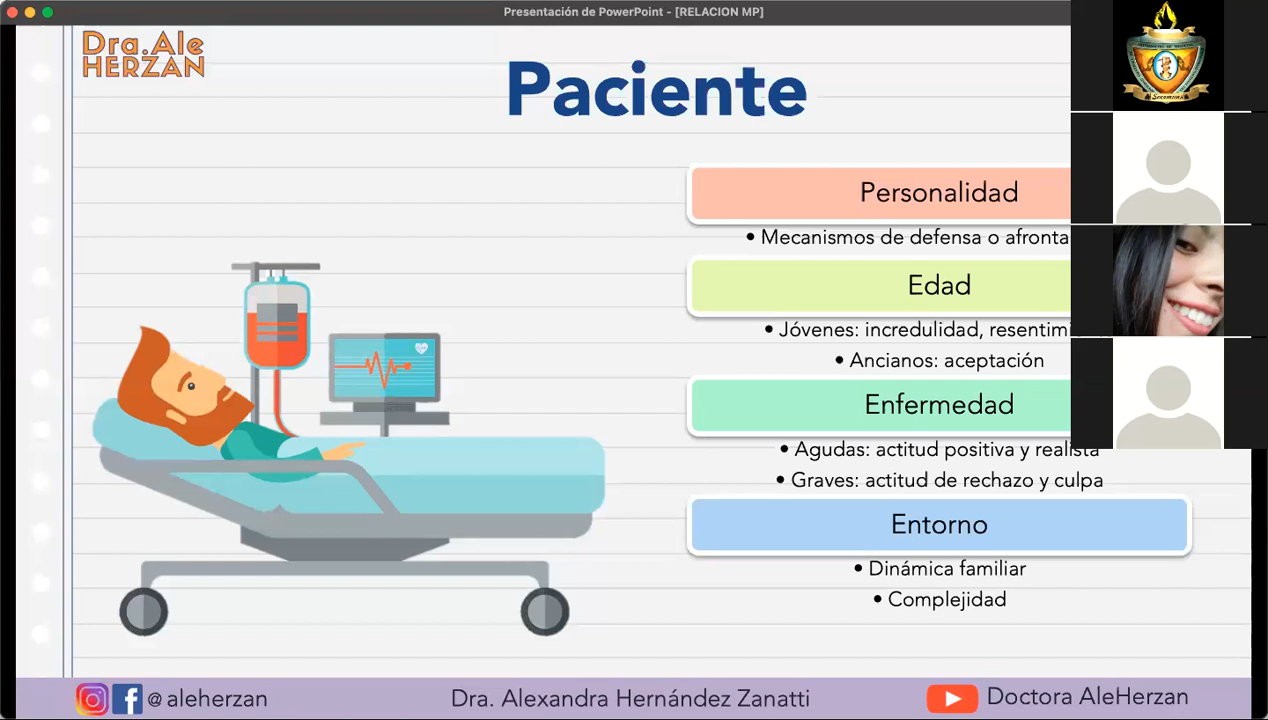 Presentación de PowerPoint - [RELACION MP]
Dra.Ale
HERZAN
Paciente
Personalidad
• Mecanismos de defensa o afronta
Edad
• Jóvenes: incredulidad, resentimi
• Ancianos: aceptación
Enfermedad
• Agudas: actitud positiva y realista
• Graves: actitud de rechazo y culpa
Entorno
• Dinámica familiar
• Complejidad
@aleherzan
Dra. Alexandra Hernández Zanatti
Doctora AleHerzan